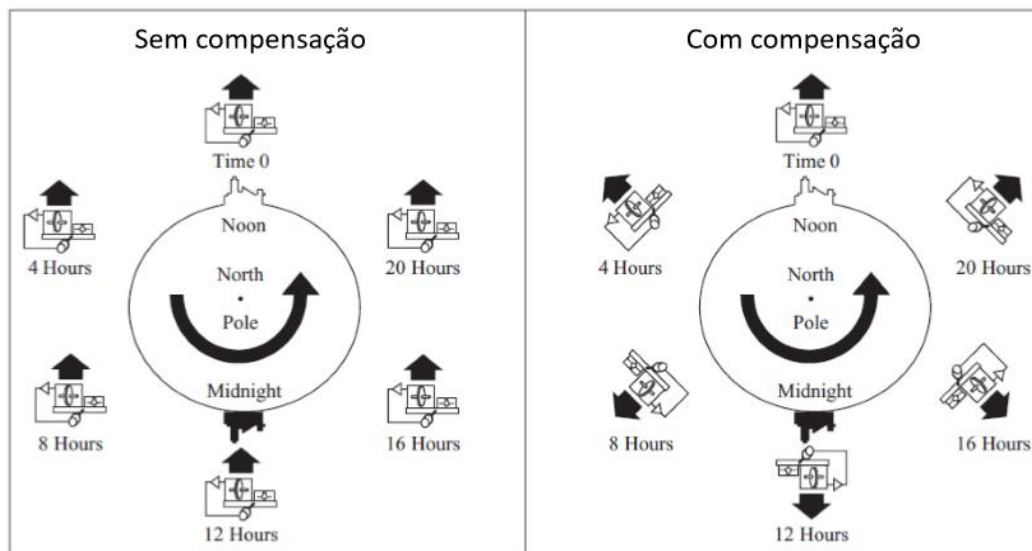 Sem compensação
Time 0
Noon
4 Hours
20 Hours
North
Pole
Midnight
8 Hours
16 Hours
12 Hours
Com compensação
Time 0
Noon
4 Hours
20 Hours
North
Pole
Midnight
8 Hours
16 Hours
12 Hours